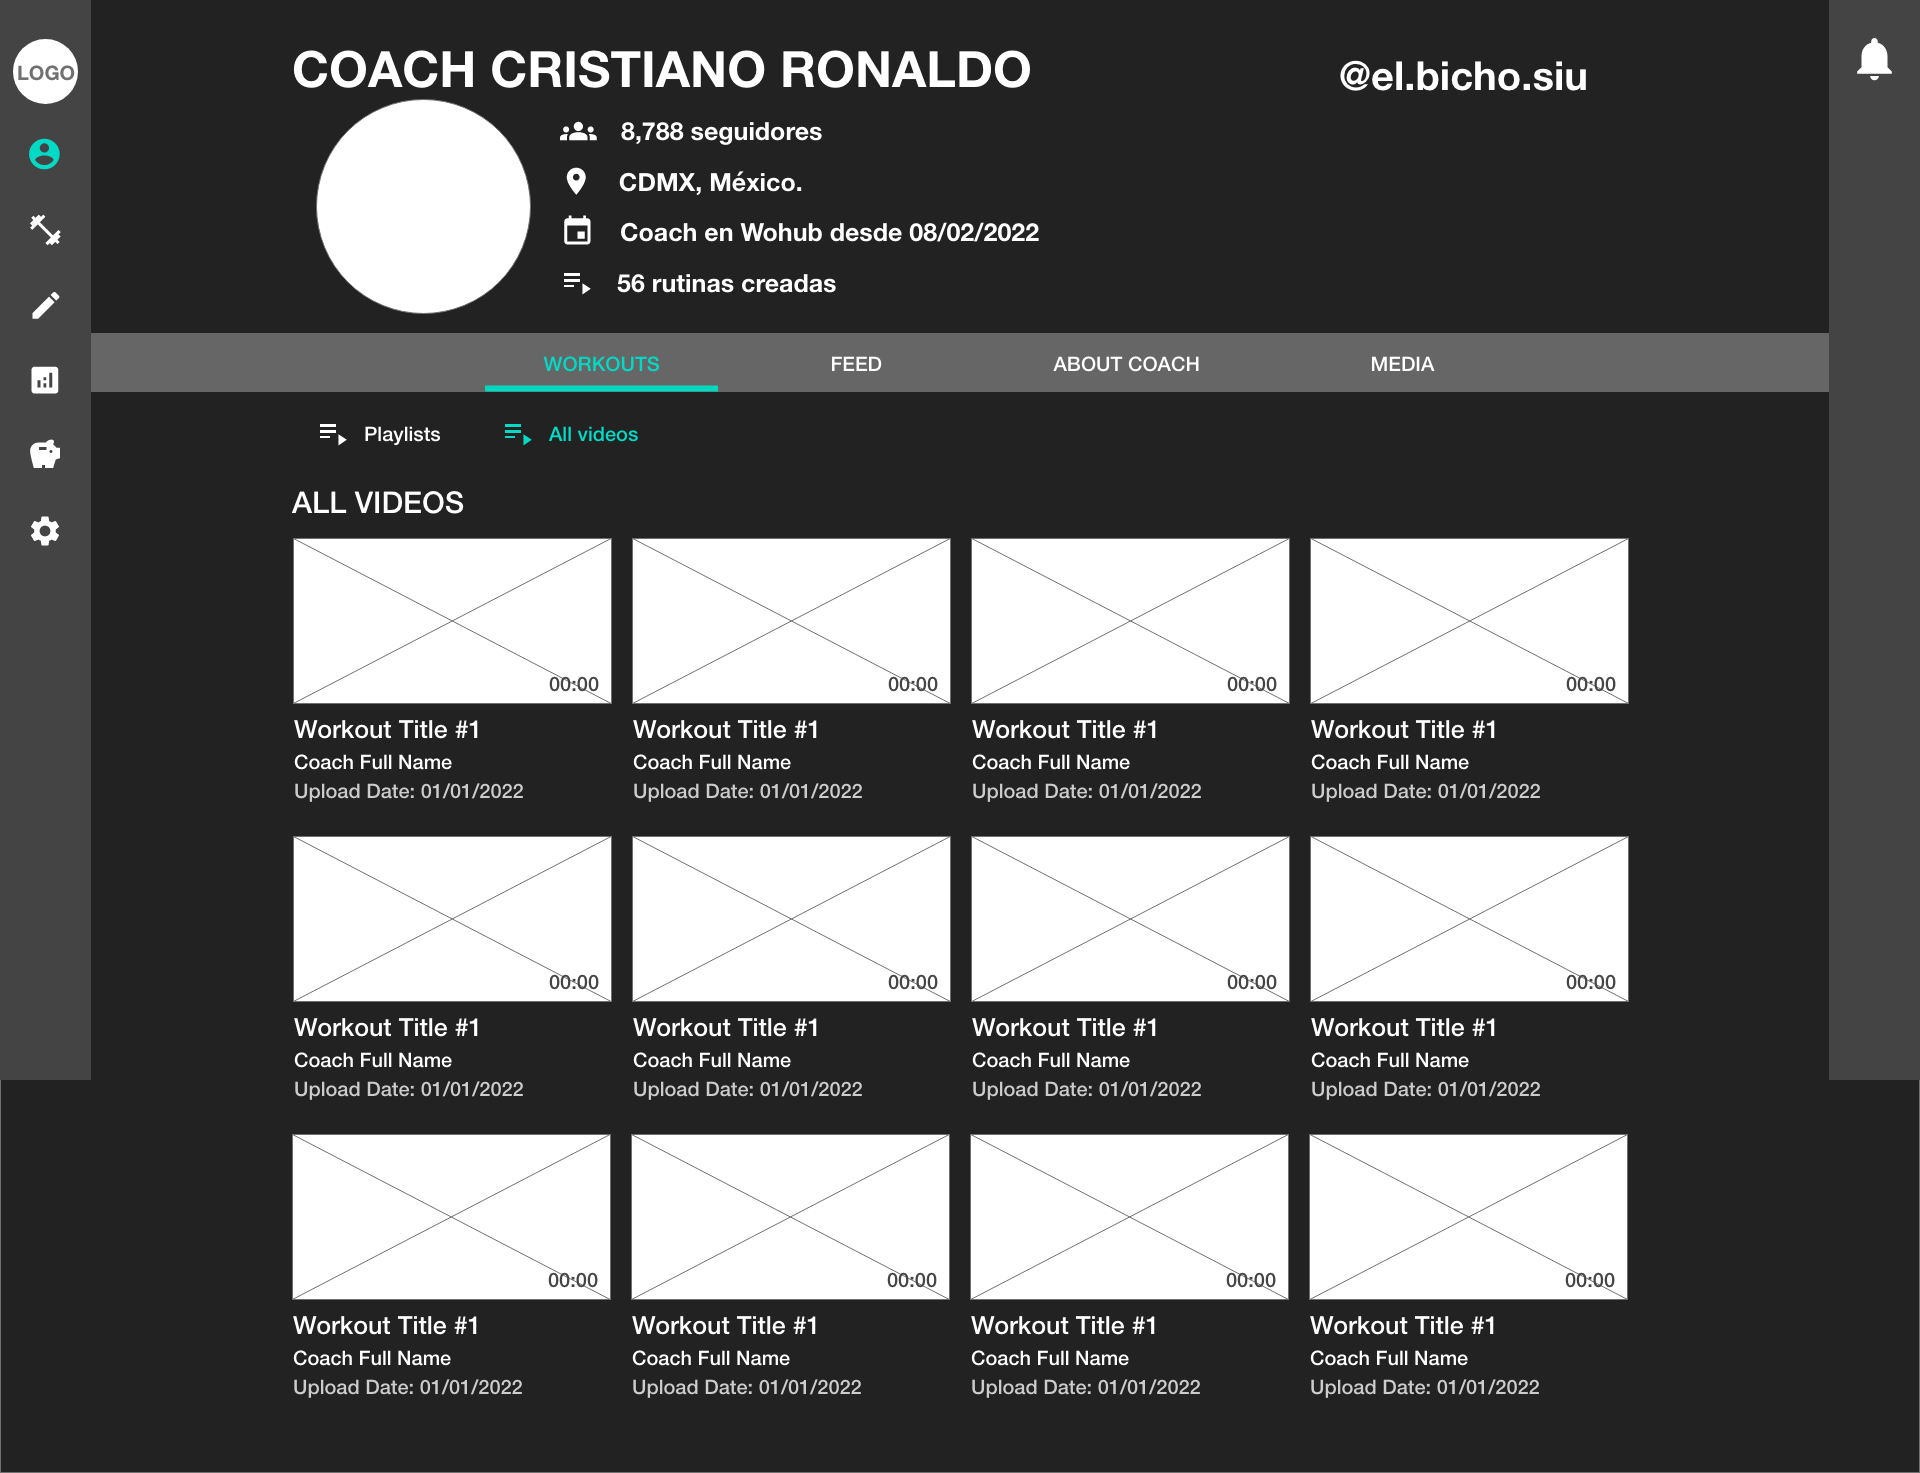 LOGO
COACH CRISTIANO RONALDO
@el.bicho.siu
8,788 seguidores
CDMX, México.
Coach en Wohub desde 08/02/2022
56 rutinas creadas
WORKOUTS FEED ABOUT COACH MEDIA
Playlists All videos
ALL VIDEOS
00:00 00:00 00:00 00:00
Workout Title #1 Workout Title #1 Workout Title #1 Workout Title #1
Coach Full Name Coach Full Name Coach Full Name Coach Full Name
Upload Date: 01/01/2022 Upload Date: 01/01/2022 Upload Date: 01/01/2022 Upload Date: 01/01/2022
00:00 00:00 00:00 00:00
Workout Title #1 Workout Title #1 Workout Title #1 Workout Title #1
Coach Full Name Coach Full Name Coach Full Name Coach Full Name
Upload Date: 01/01/2022 Upload Date: 01/01/2022 Upload Date: 01/01/2022 Upload Date: 01/01/2022
00:00 00:00 00:00 00:00
Workout Title #1 Workout Title #1 Workout Title #1 Workout Title #1
Coach Full Name Coach Full Name Coach Full Name Coach Full Name
Upload Date: 01/01/2022 Upload Date: 01/01/2022 Upload Date: 01/01/2022 Upload Date: 01/01/2022